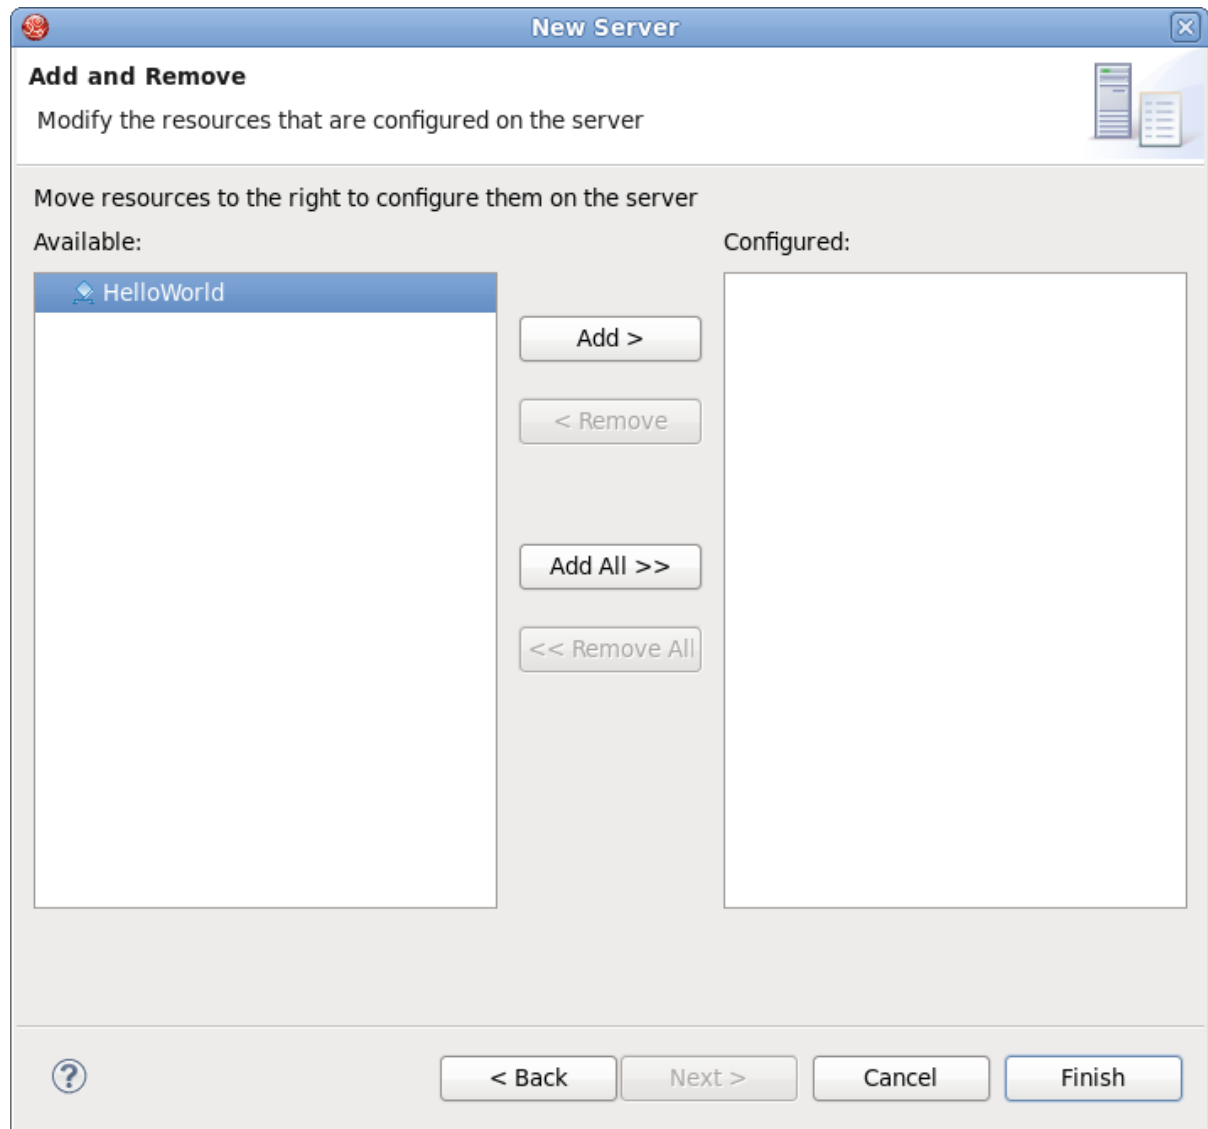 New Server
Add and Remove
Modify the resources that are configured on the server
Move resources to the right to configure them on the server
Available:
Configured:
HelloWorld
Add >
< Remove
Add All >>
<< Remove All
?
< Back
Next >
Cancel
Finish